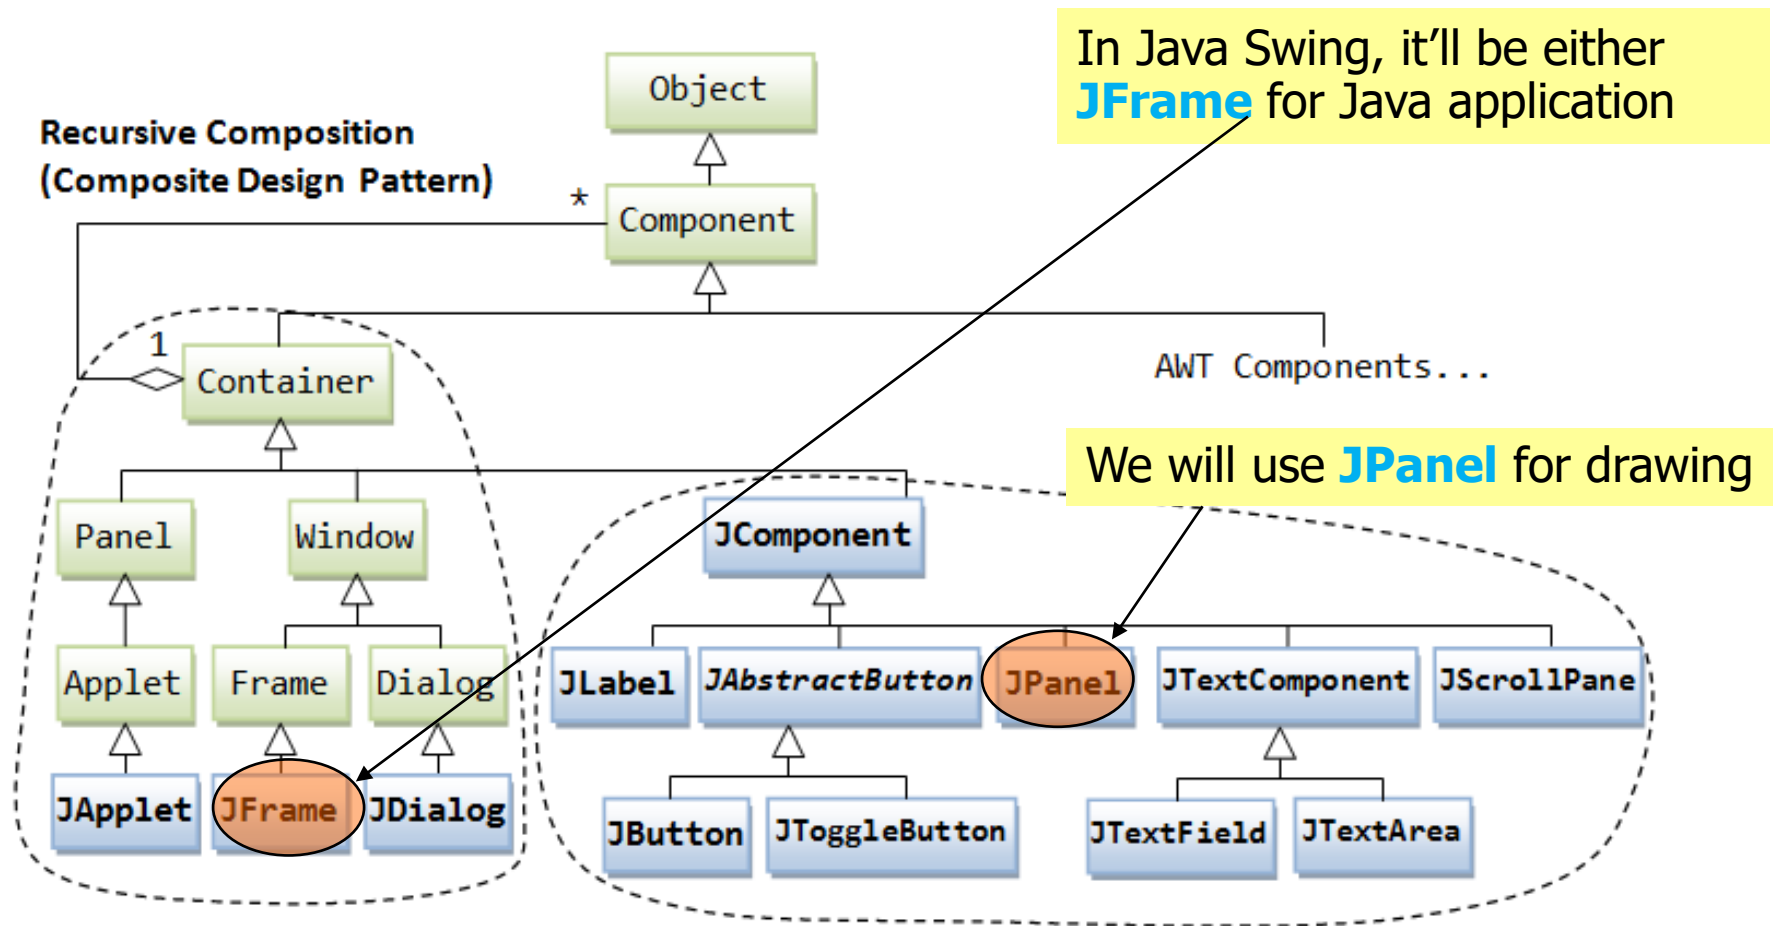 In Java Swing, it’ll be either
JFrame for Java application
Object
Recursive Composition
(Composite Design Pattern)
*
Component
1
Container
AWT Components...
We will use JPanel for drawing
Panel
Window
JComponent
Applet
Frame
Dialog
JLabel
JAbstractButton
JPanel
JTextComponent
JScrollPane
JApplet
JFrame
JDialog
JButton
JToggleButton
JTextField
JTextArea